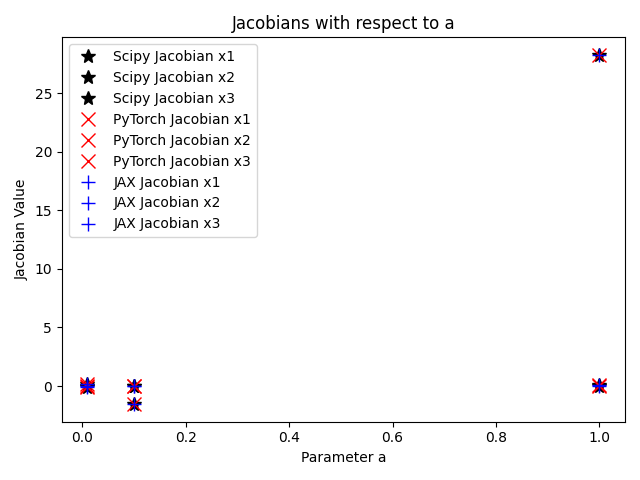 Jacobians with respect to a
Scipy Jacobian x1
Scipy Jacobian x2
Scipy Jacobian x3
PyTorch Jacobian x1
PyTorch Jacobian x2
PyTorch Jacobian x3
JAX Jacobian x1
JAX Jacobian x2
JAX Jacobian x3
Jacobian Value
25
20
15
10
5
0
0.0 0.2 0.4 0.6 0.8 1.0
Parameter a